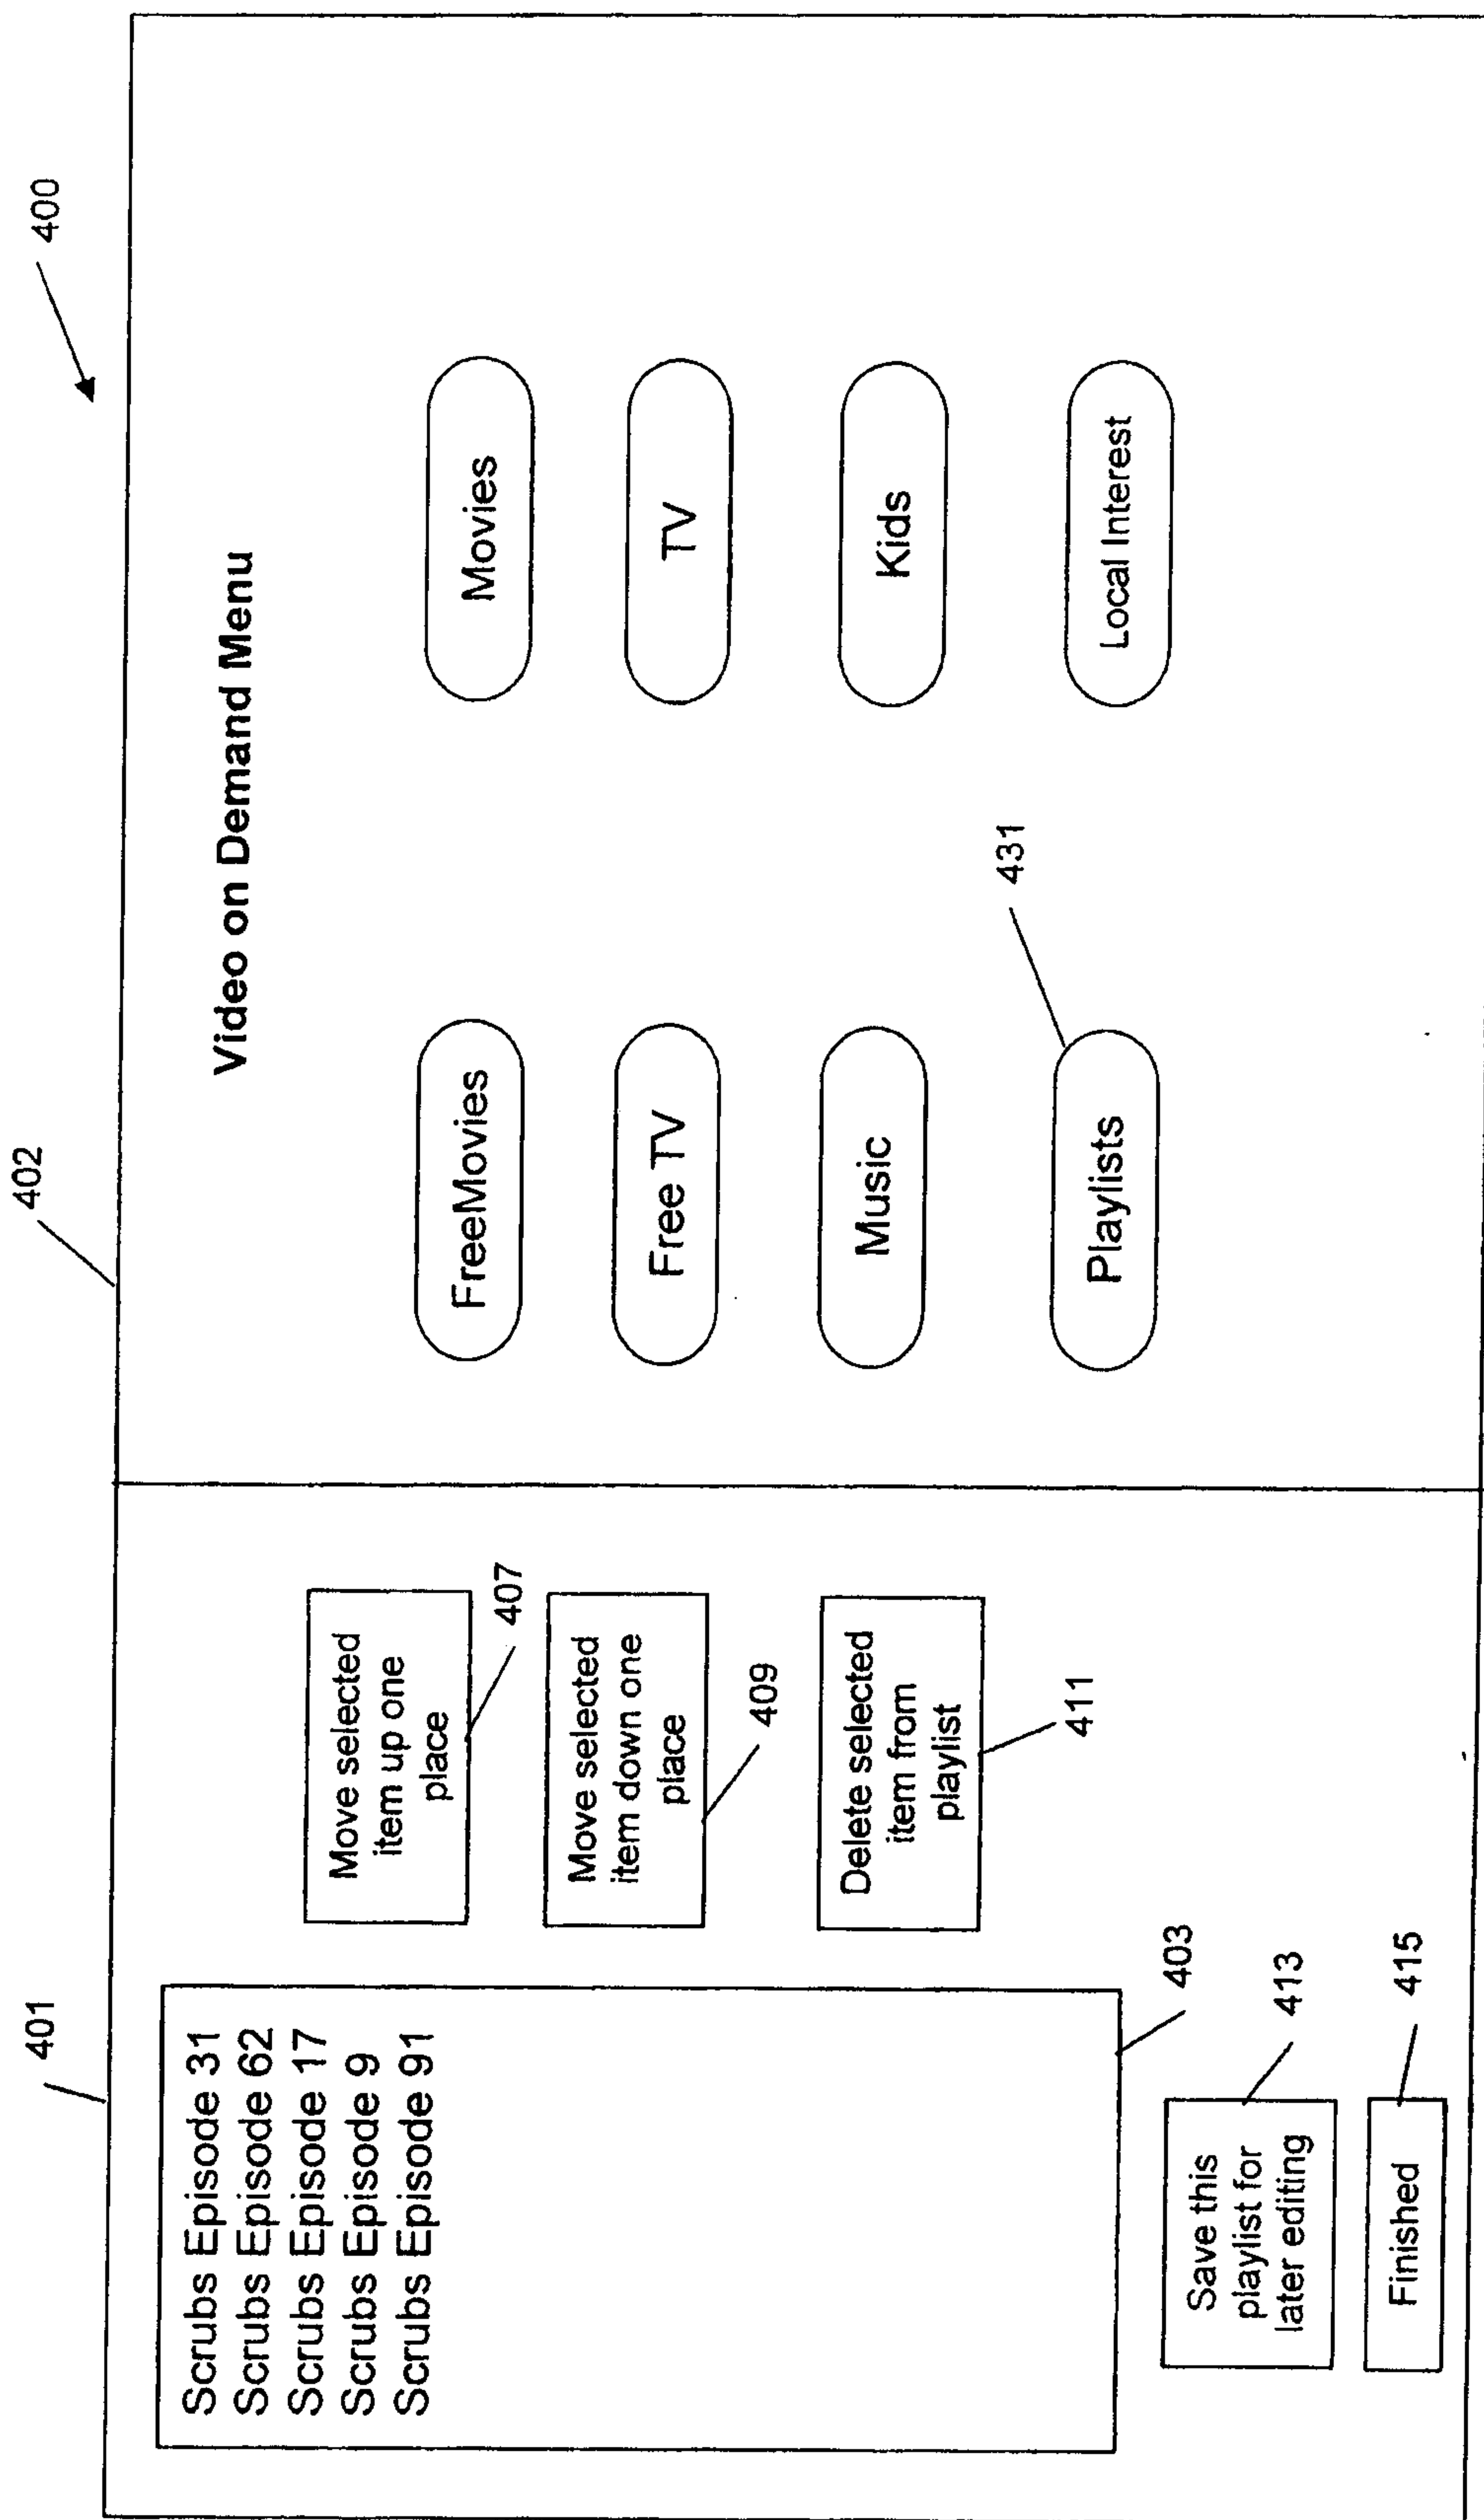 400
401
402
Scrubs Episode 31
Scrubs Episode 62
Scrubs Episode 17
Scrubs Episode 9
Scrubs Episode 91
403
Move selected
item up one
place
407
Move selected
item down one
place
409
Delete selected
item from
playlist
411
Save this
playlist for
later editing
413
Finished
415
Video on Demand Menu
FreeMovies
Movies
Free TV
TV
Music
Kids
Playlists
431
Local Interest